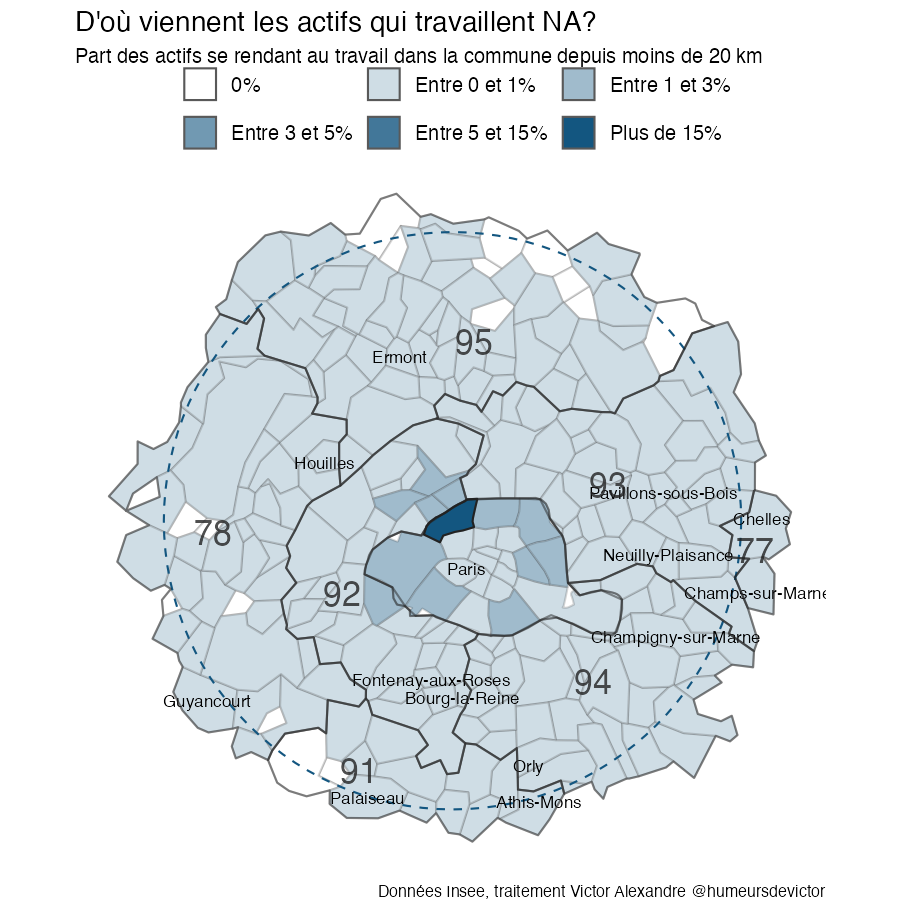 D'où viennent les actifs qui travaillent NA?
Part des actifs se rendant au travail dans la commune depuis moins de 20 km
0%
Entre 0 et 1%
Entre 1 et 3%
Entre 3 et 5%
Entre 5 et 15%
Plus de 15%
95
Ermont
Houilles
93
Pavillons-sous-Bois
Chelles
78
77
Neuilly-Plaisance
Paris
92
Champs-sur-Marne
Champigny-sur-Marne
Fontenay-aux-Roses
94
Bourg-la-Reine
Guyancourt
Orly
91
Palaiseau
Athis-Mons
Données Insee, traitement Victor Alexandre @humeursdevictor